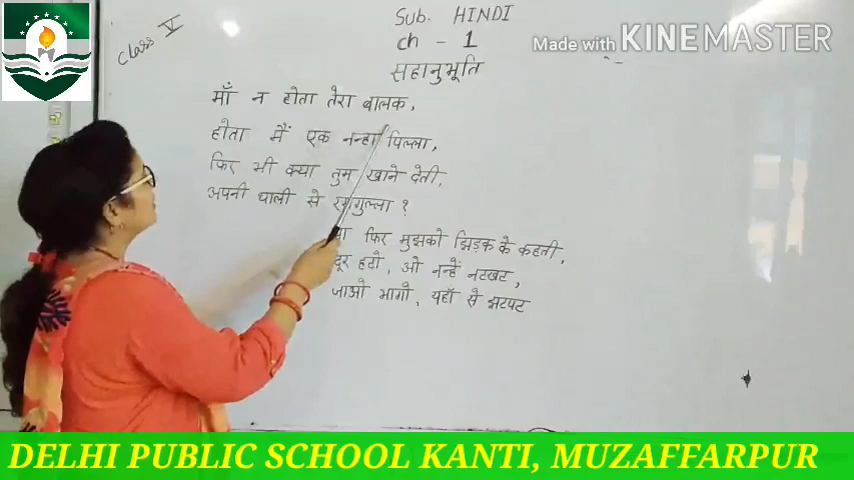 Sub. HINDI
Class V
ch - 1
Made with KINEMASTER
सहानुभूति
माँ न होता तेरा बालक,
होता मैं एक नन्हा पिल्ला,
फिर भी क्या तुम खाने देती,
अपनी थाली से रसगुल्ला ?
फिर मुझको झिड़क के कहती,
दूर हटो, ओ नन्हें नटखट,
जाओ भागो, यहाँ से झटपट
DELHI PUBLIC SCHOOL KANTI, MUZAFFARPUR